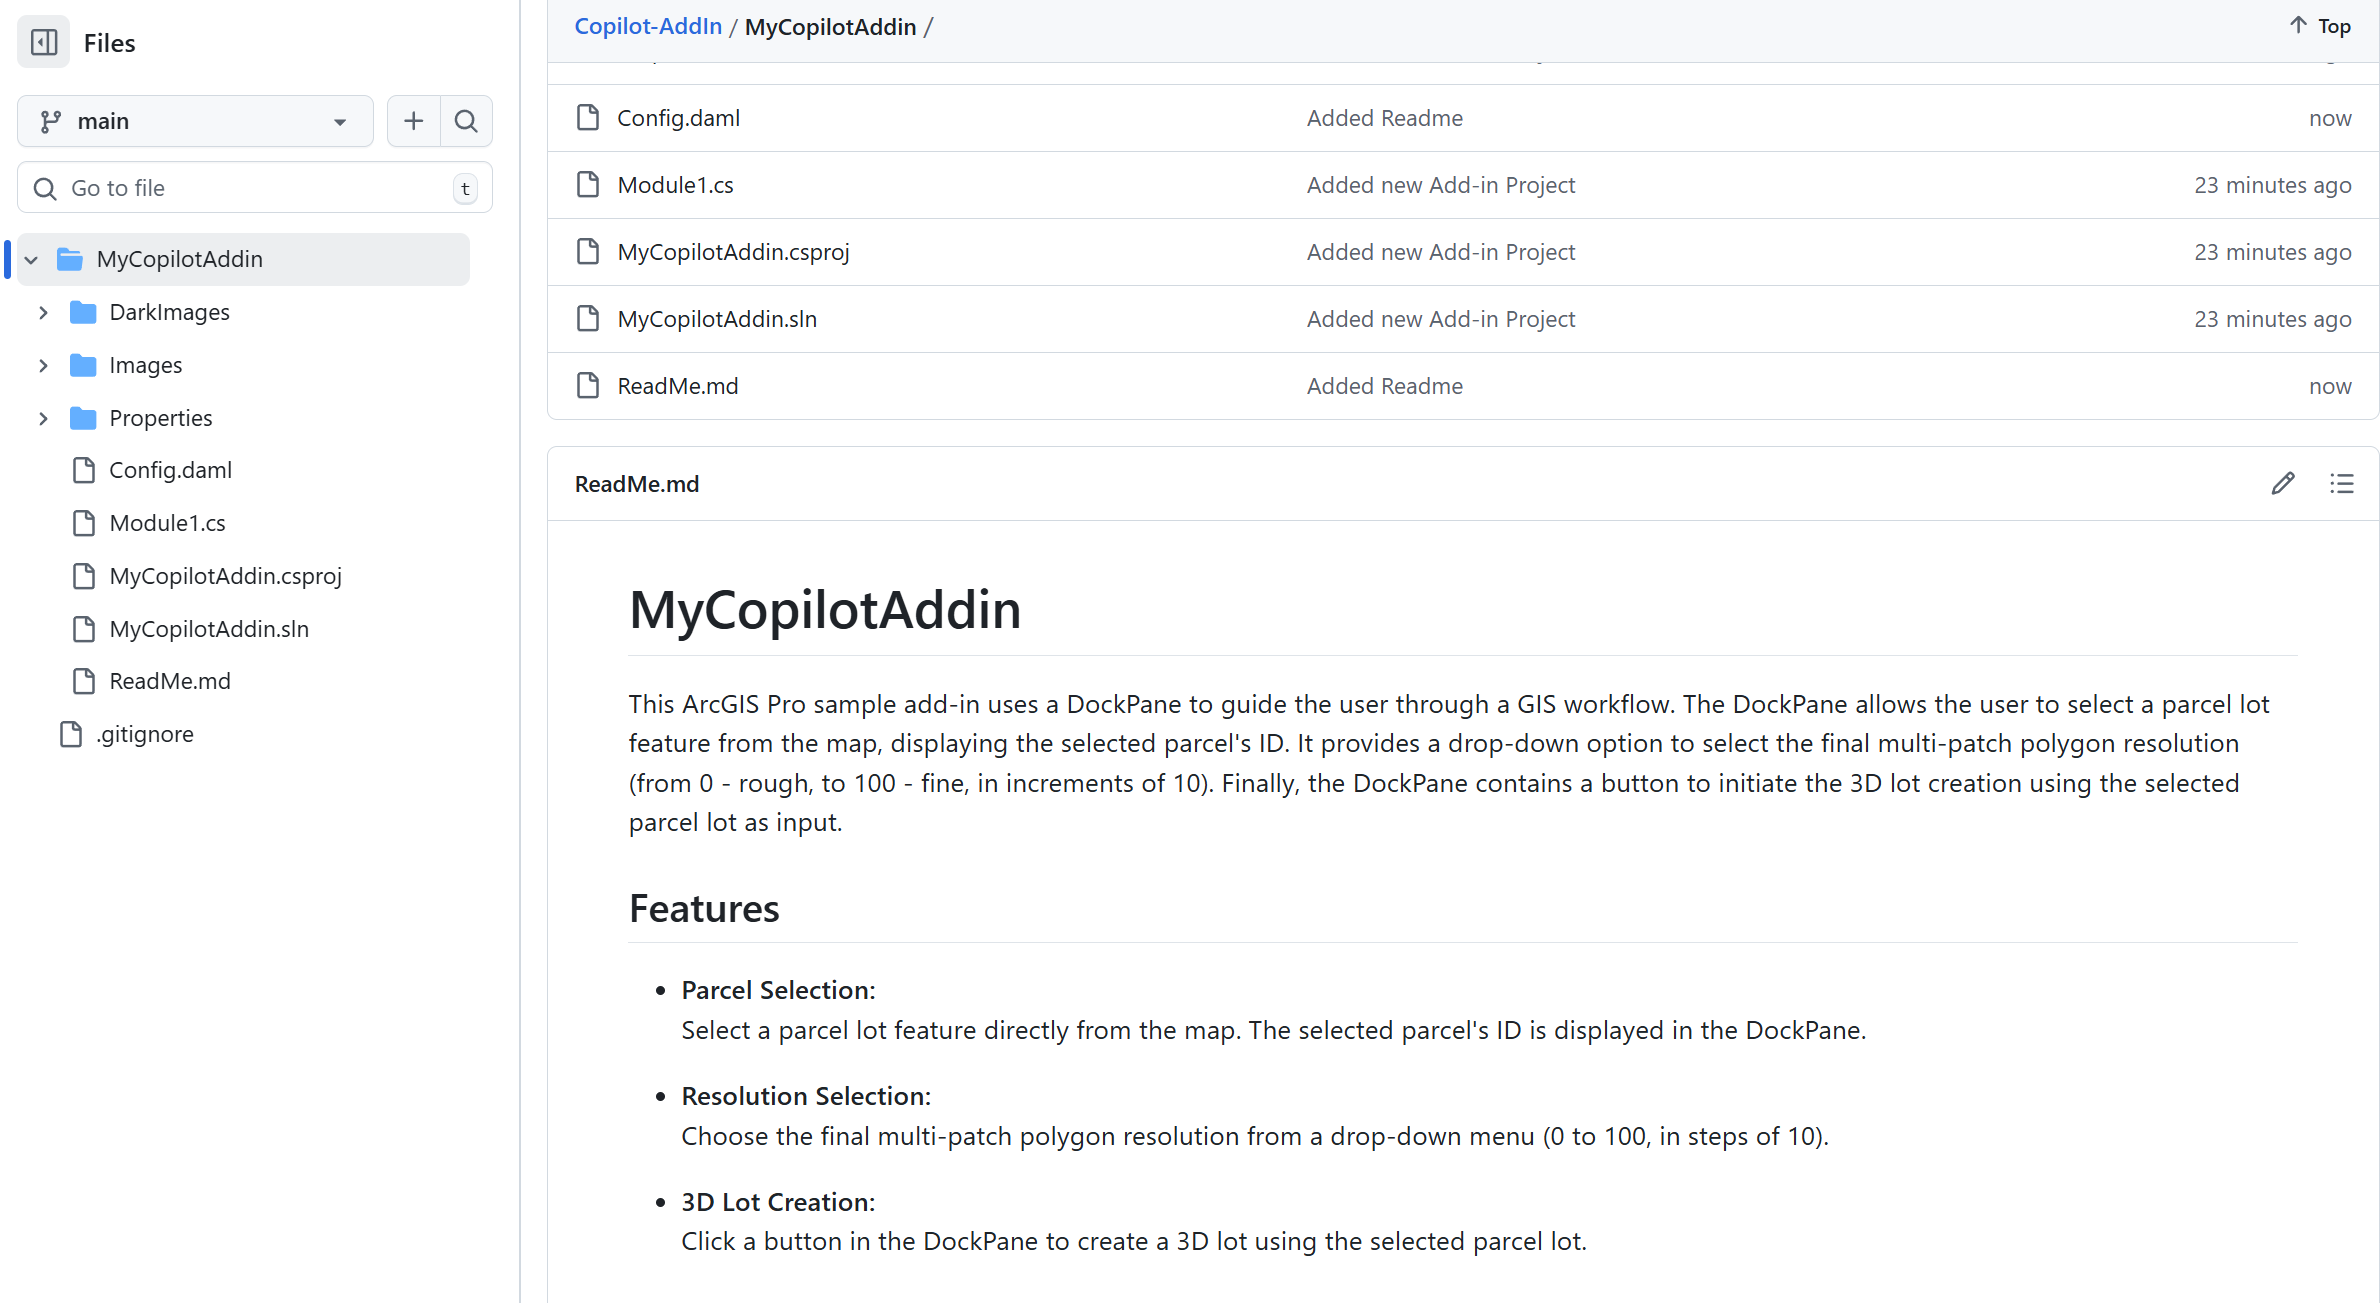 Files
main
Go to file
t
MyCopilotAddin
DarkImages
Images
Properties
Config.daml
Module1.cs
MyCopilotAddin.csproj
MyCopilotAddin.sln
ReadMe.md
.gitignore
Copilot-AddIn / MyCopilotAddin /
Top
Config.daml Added Readme now
Module1.cs Added new Add-in Project 23 minutes ago
MyCopilotAddin.csproj Added new Add-in Project 23 minutes ago
MyCopilotAddin.sln Added new Add-in Project 23 minutes ago
ReadMe.md Added Readme now
ReadMe.md
MyCopilotAddin
This ArcGIS Pro sample add-in uses a DockPane to guide the user through a GIS workflow. The DockPane allows the user to select a parcel lot
feature from the map, displaying the selected parcel's ID. It provides a drop-down option to select the final multi-patch polygon resolution
(from 0 - rough, to 100 - fine, in increments of 10). Finally, the DockPane contains a button to initiate the 3D lot creation using the selected
parcel lot as input.
Features
• Parcel Selection:
Select a parcel lot feature directly from the map. The selected parcel's ID is displayed in the DockPane.
• Resolution Selection:
Choose the final multi-patch polygon resolution from a drop-down menu (0 to 100, in steps of 10).
• 3D Lot Creation:
Click a button in the DockPane to create a 3D lot using the selected parcel lot.